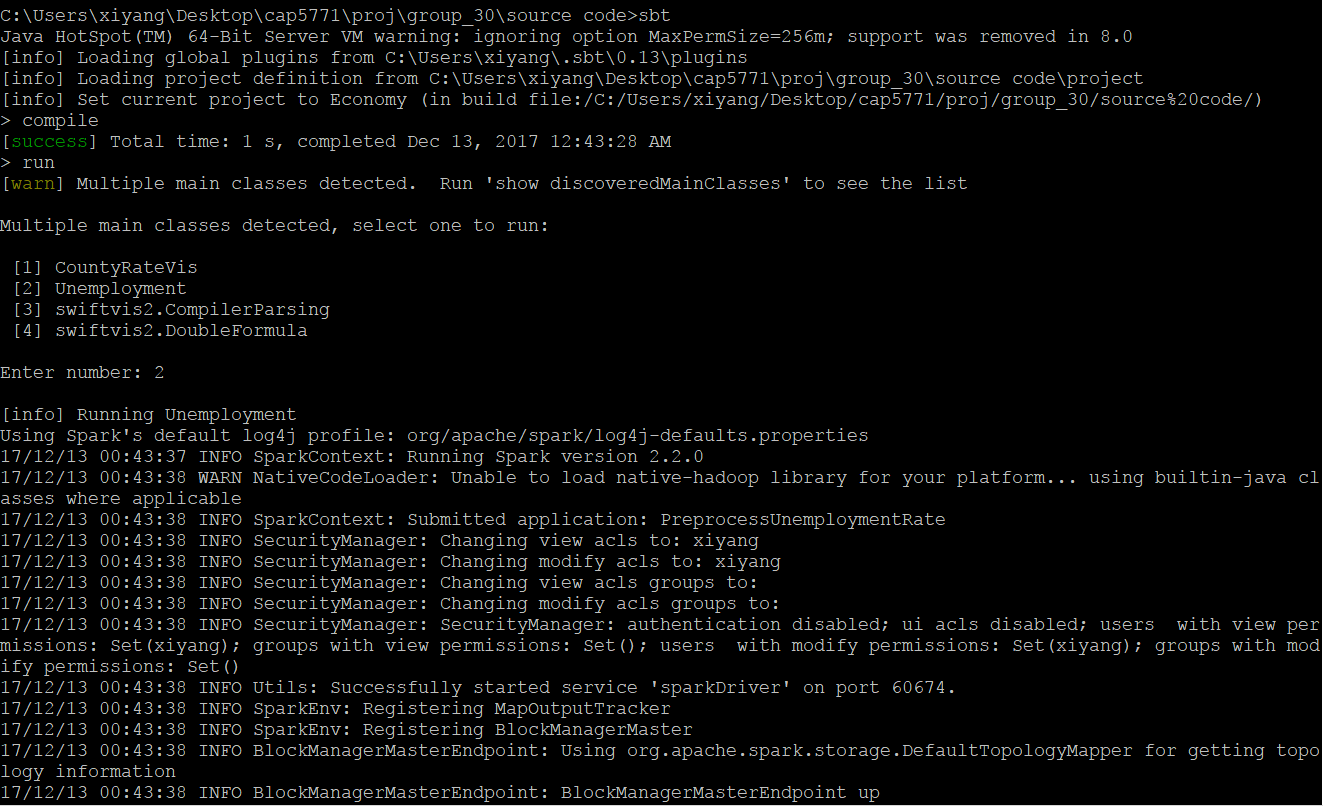 C:\Users\xiyang\Desktop\cap5771\proj\group_30\source code>sbt
Java HotSpot(TM) 64-Bit Server VM warning: ignoring option MaxPermSize=256m; support was removed in 8.0
[info] Loading global plugins from C:\Users\xiyang\.sbt\0.13\plugins
[info] Loading project definition from C:\Users\xiyang\Desktop\cap5771\proj\group_30\source code\project
[info] Set current project to Economy (in build file:/C:/Users/xiyang/Desktop/cap5771/proj/group_30/source%20code/)
> compile
[success] Total time: 1 s, completed Dec 13, 2017 12:43:28 AM
> run
[warn] Multiple main classes detected.  Run 'show discoveredMainClasses' to see the list
Multiple main classes detected, select one to run:
 [1] CountyRateVis
 [2] Unemployment
 [3] swiftvis2.CompilerParsing
 [4] swiftvis2.DoubleFormula
Enter number: 2
[info] Running Unemployment
Using Spark's default log4j profile: org/apache/spark/log4j-defaults.properties
17/12/13 00:43:37 INFO SparkContext: Running Spark version 2.2.0
17/12/13 00:43:38 WARN NativeCodeLoader: Unable to load native-hadoop library for your platform... using builtin-java cl
asses where applicable
17/12/13 00:43:38 INFO SparkContext: Submitted application: PreprocessUnemploymentRate
17/12/13 00:43:38 INFO SecurityManager: Changing view acls to: xiyang
17/12/13 00:43:38 INFO SecurityManager: Changing modify acls to: xiyang
17/12/13 00:43:38 INFO SecurityManager: Changing view acls groups to:
17/12/13 00:43:38 INFO SecurityManager: Changing modify acls groups to:
17/12/13 00:43:38 INFO SecurityManager: SecurityManager: authentication disabled; ui acls disabled; users  with view per
missions: Set(xiyang); groups with view permissions: Set(); users  with modify permissions: Set(xiyang); groups with mod
ify permissions: Set()
17/12/13 00:43:38 INFO Utils: Successfully started service 'sparkDriver' on port 60674.
17/12/13 00:43:38 INFO SparkEnv: Registering MapOutputTracker
17/12/13 00:43:38 INFO SparkEnv: Registering BlockManagerMaster
17/12/13 00:43:38 INFO BlockManagerMasterEndpoint: Using org.apache.spark.storage.DefaultTopologyMapper for getting topo
logy information
17/12/13 00:43:38 INFO BlockManagerMasterEndpoint: BlockManagerMasterEndpoint up